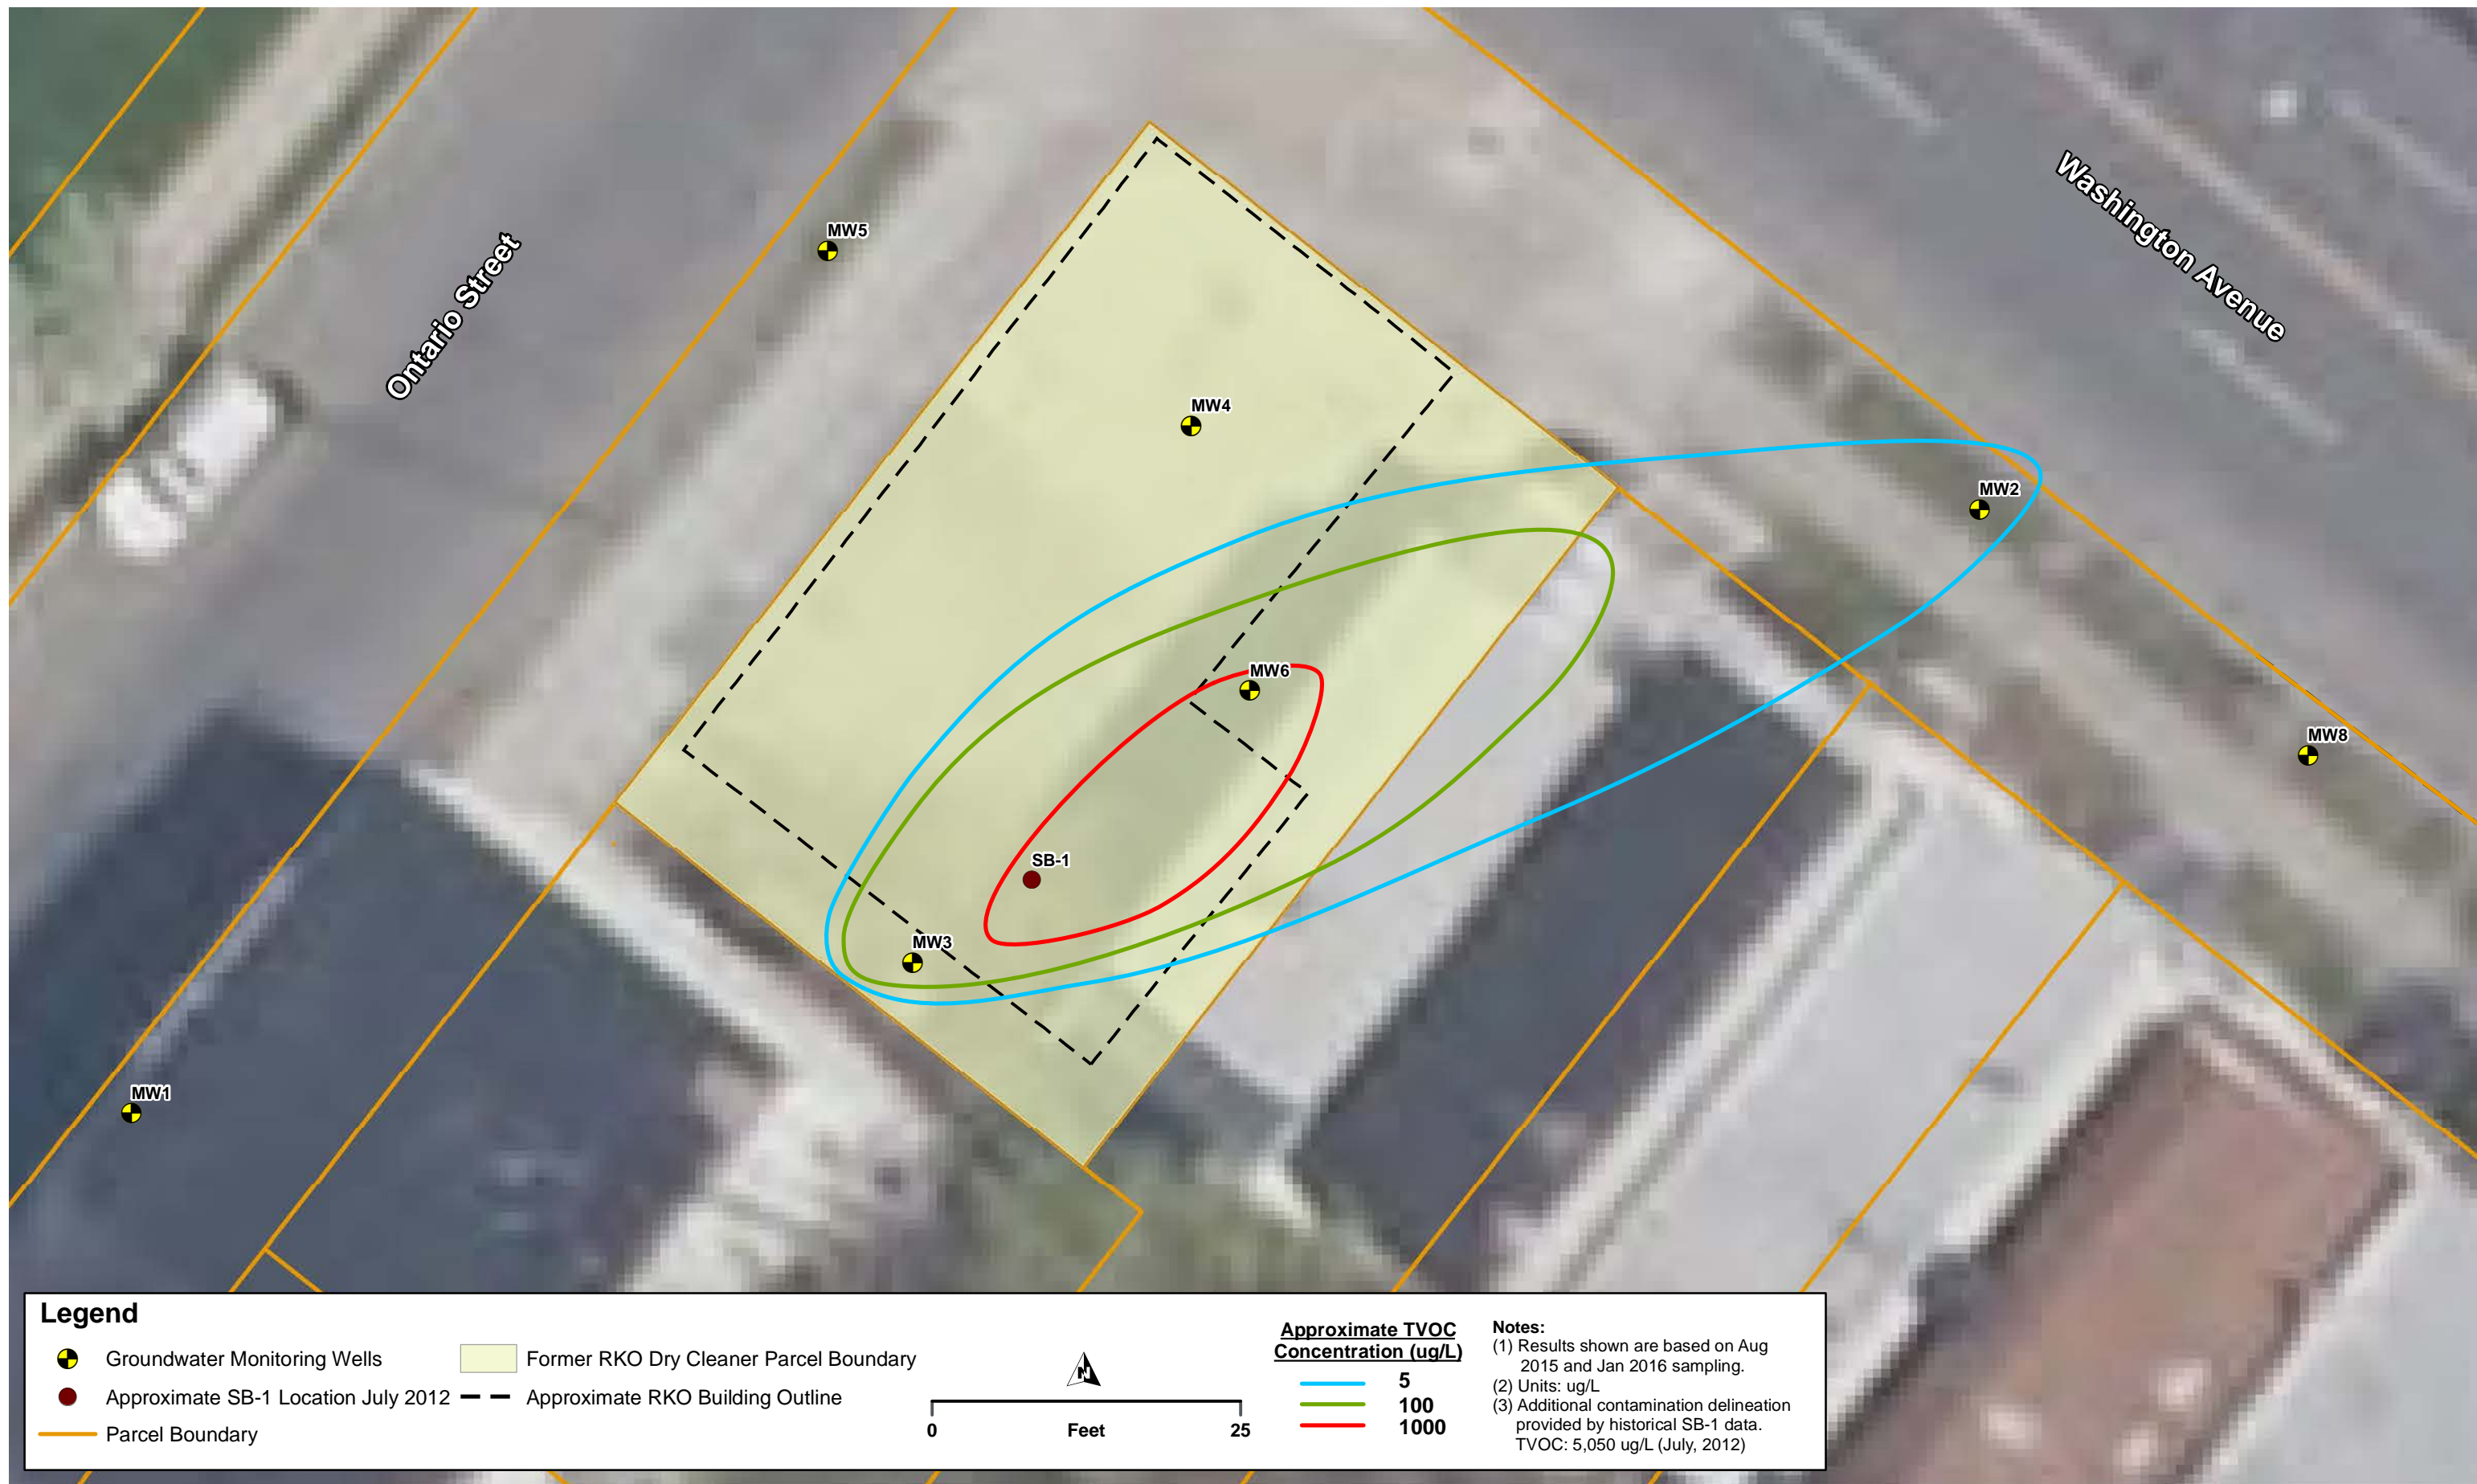 Washington Avenue
Ontario Street
MW5
MW4
MW2
MW6
MW8
SB-1
MW3
MW1
Legend
Groundwater Monitoring Wells
Approximate SB-1 Location July 2012
Parcel Boundary
Former RKO Dry Cleaner Parcel Boundary
Approximate RKO Building Outline
N
0
Feet
25
Approximate TVOC
Concentration (ug/L)
5
100
1000
Notes:
(1) Results shown are based on Aug
2015 and Jan 2016 sampling.
(2) Units: ug/L
(3) Additional contamination delineation
provided by historical SB-1 data.
TVOC: 5,050 ug/L (July, 2012)